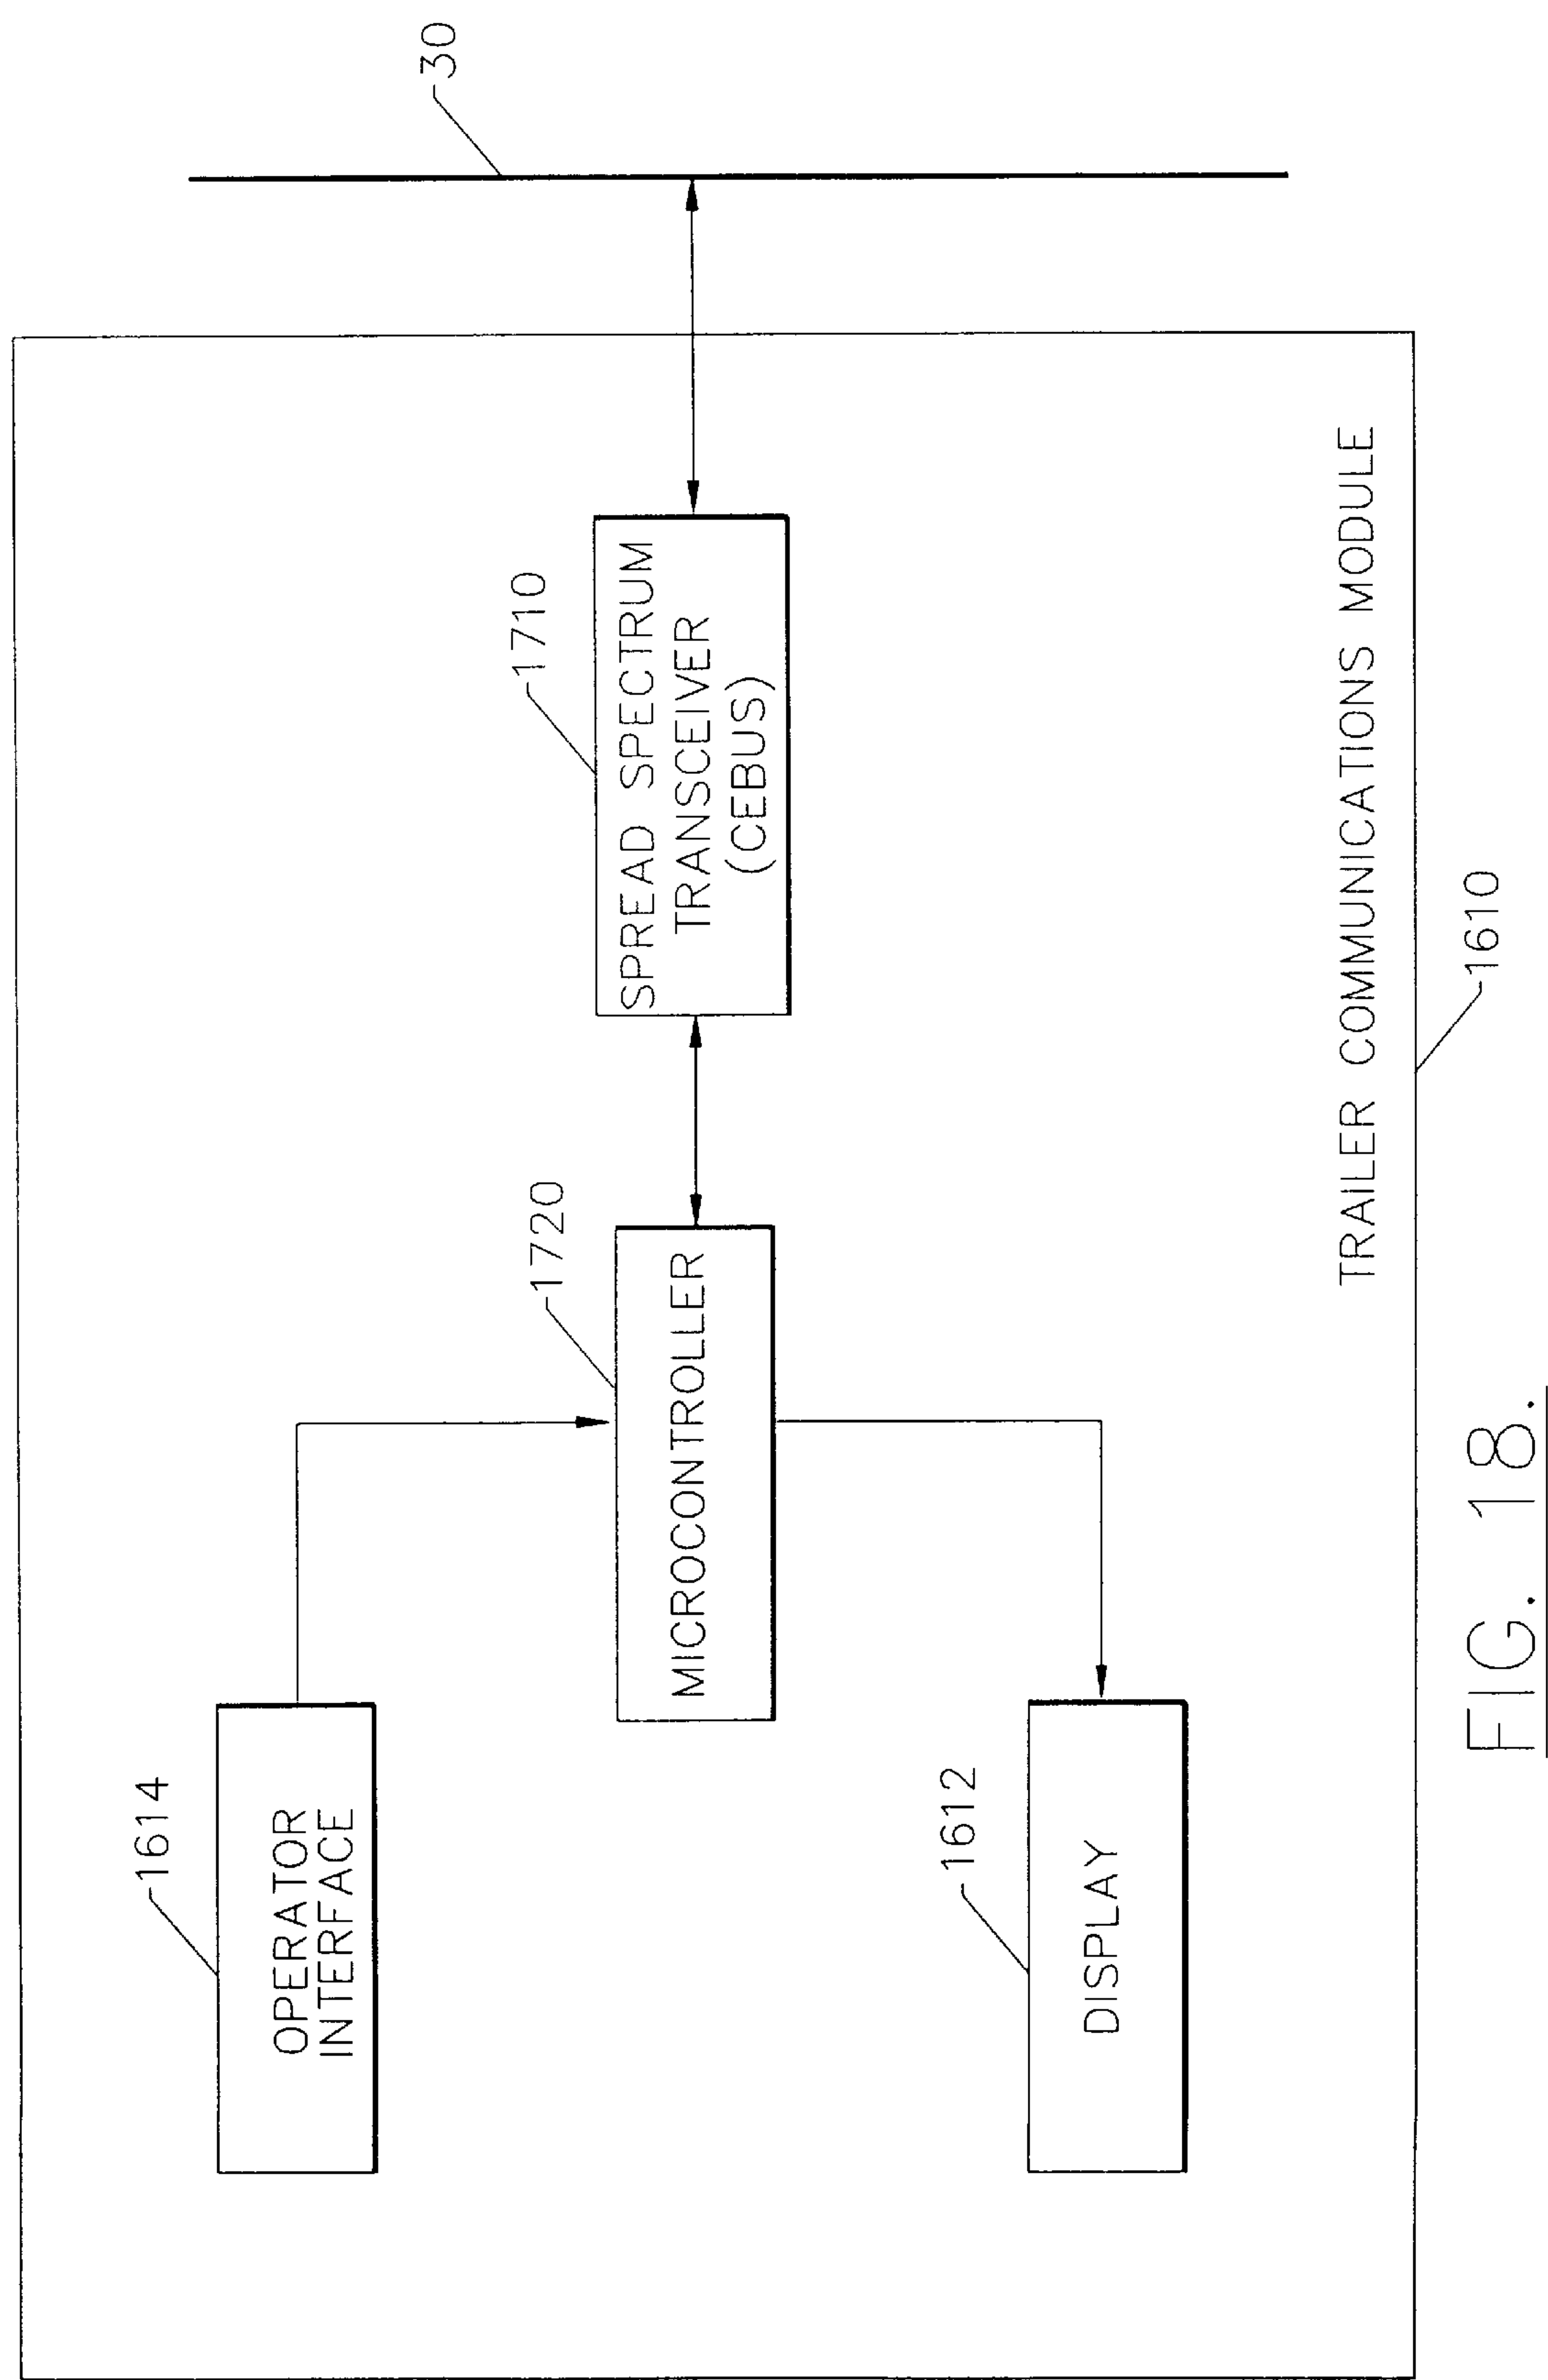 1614
OPERATOR
INTERFACE
1720
MICROCONTROLLER
1710
SPREAD SPECTRUM
TRANSCEIVER
(CEBUS)
30
1612
DISPLAY
TRAILER COMMUNICATIONS MODULE
1610
FIG. 18.